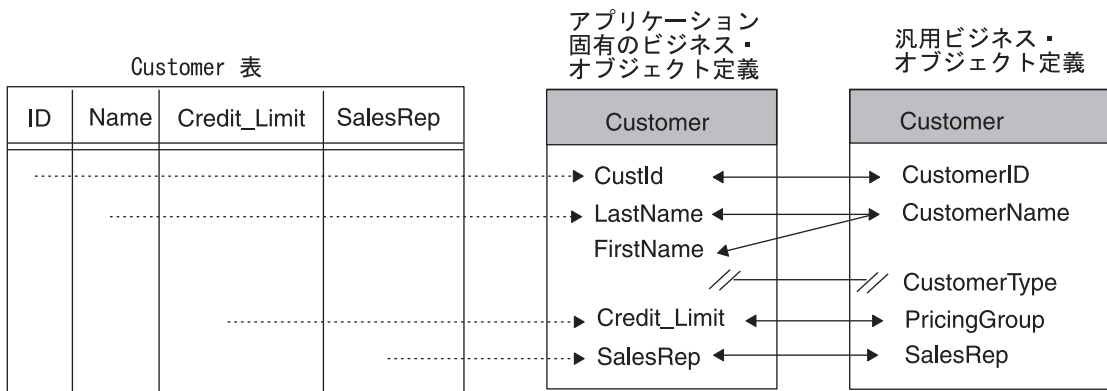 Customer 表
ID Name Credit_Limit SalesRep
アプリケーション
固有のビジネス・
オブジェクト定義
Customer
CustId
LastName
FirstName
Credit_Limit
SalesRep
汎用ビジネス・
オブジェクト定義
Customer
CustomerID
CustomerName
CustomerType
PricingGroup
SalesRep